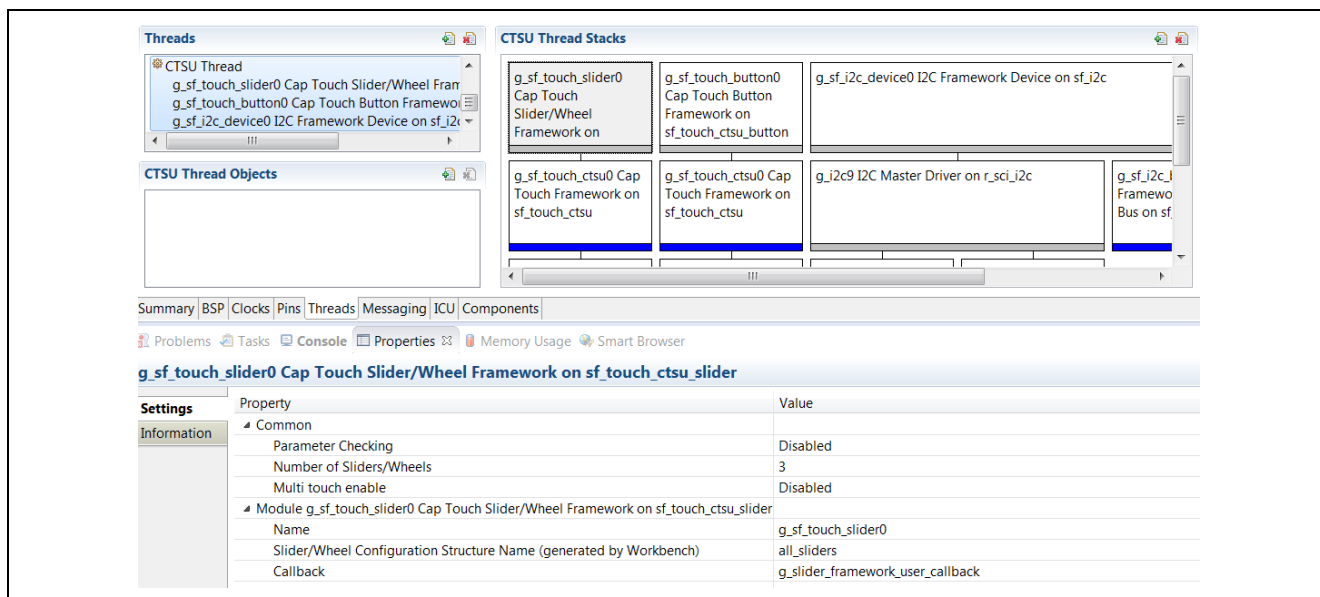 Threads
CTSU Thread
g_sf_touch_slider0 Cap Touch Slider/Wheel Fram
g_sf_touch_button0 Cap Touch Button Framewo
g_sf_i2c_device0 I2C Framework Device on sf_i2c
CTSU Thread Objects
CTSU Thread Stacks
g_sf_touch_slider0
Cap Touch
Slider/Wheel
Framework on
g_sf_touch_button0
Cap Touch Button
Framework on
sf_touch_ctsu_button
g_sf_i2c_device0 I2C Framework Device on sf_i2c
g_sf_touch_ctsu0 Cap
Touch Framework on
sf_touch_ctsu
g_sf_touch_ctsu0 Cap
Touch Framework on
sf_touch_ctsu
g_i2c9 I2C Master Driver on r_sci_i2c
g_sf_i2c_
Framewo
Bus on sf_
Summary BSP Clocks Pins Threads Messaging ICU Components
Problems Tasks Console Properties Memory Usage Smart Browser
g_sf_touch_slider0 Cap Touch Slider/Wheel Framework on sf_touch_ctsu_slider
Settings
Information
Property Value
Common
Parameter Checking Disabled
Number of Sliders/Wheels 3
Multi touch enable Disabled
Module g_sf_touch_slider0 Cap Touch Slider/Wheel Framework on sf_touch_ctsu_slider
Name g_sf_touch_slider0
Slider/Wheel Configuration Structure Name (generated by Workbench) all_sliders
Callback g_slider_framework_user_callback